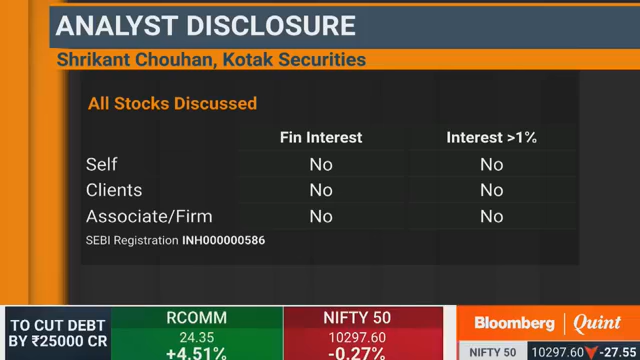 ANALYST DISCLOSURE
Shrikant Chouhan, Kotak Securities
All Stocks Discussed
Fin Interest Interest >1%
Self No No
Clients No No
Associate/Firm No No
SEBI Registration INH000000586
TO CUT DEBT
BY ₹25000 CR
RCOMM
24.35
+4.51%
NIFTY 50
10297.60
-0.27%
Bloomberg | Quint
NIFTY 50 10297.60 -27.55